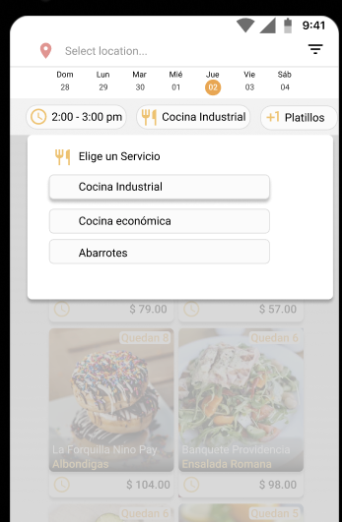 9:41
Select location...
Dom Lun Mar Mié Jue Vie Sáb
28 29 30 01 02 03 04
2:00 - 3:00 pm Cocina Industrial +1 Platillos
Elige un Servicio
Cocina Industrial
Cocina económica
Abarrotes
$ 79.00 $ 57.00
Quedan 8 Quedan 6
La Forquilla Nino Pay Banquete Providencia
Albondigas Ensalada Romana
$ 104.00 $ 98.00
Quedan 6 Quedan 5